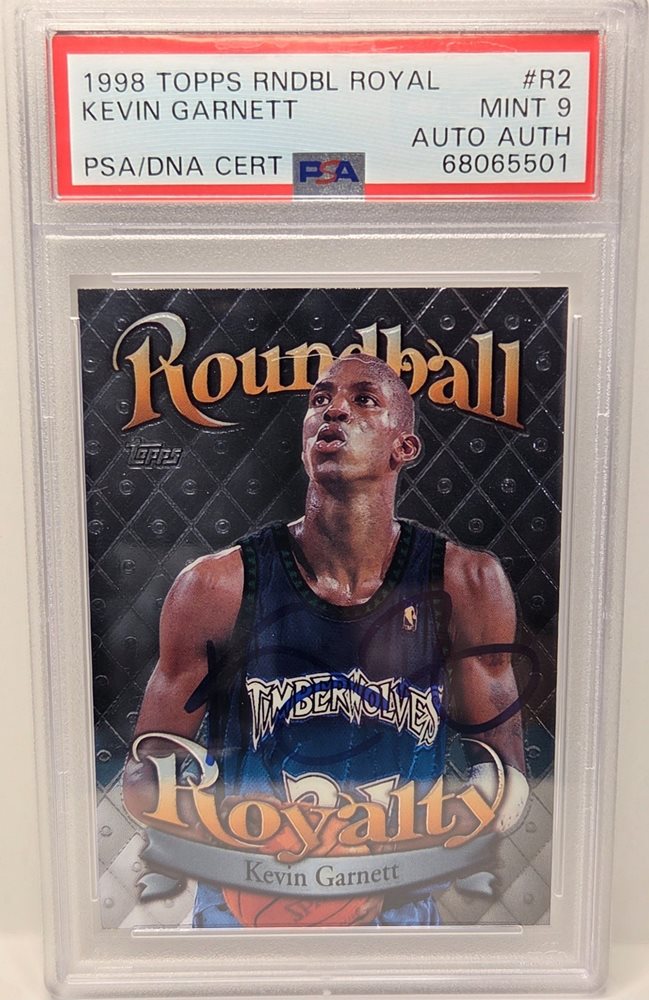 1998 TOPPS RNDBL ROYAL #R2
KEVIN GARNETT MINT 9
AUTO AUTH
PSA/DNA CERT PSA 68065501
Roundball
Topps
TIMBERWOLVES
Royalty
Kevin Garnett